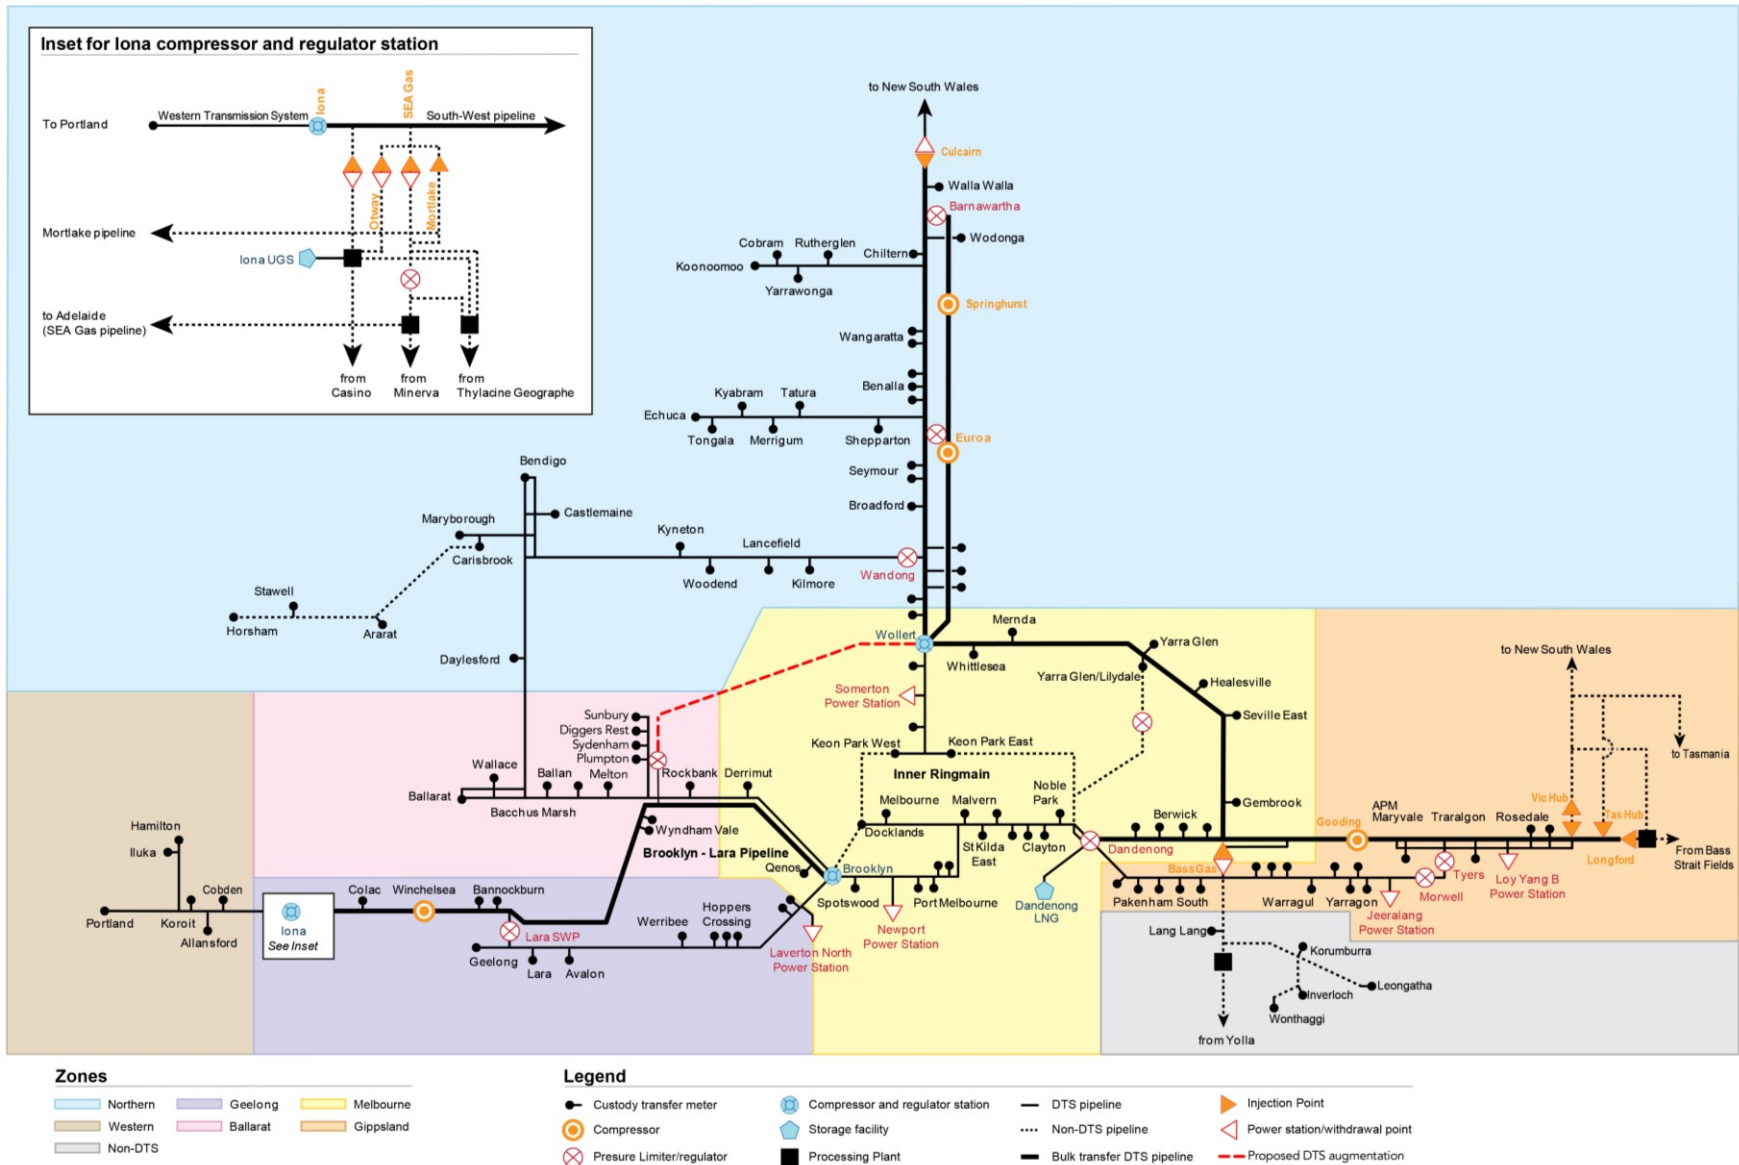 Inset for Iona compressor and regulator station
Iona
SEA Gas
To Portland
Western Transmission System
South-West pipeline
Otway
Mortlake
Mortlake pipeline
Iona UGS
to Adelaide
(SEA Gas pipeline)
from
Casino
from
Minerva
from
Thylacine Geographe
to New South Wales
Culcairn
Walla Walla
Barnawartha
Wodonga
Cobram
Rutherglen
Chiltern
Koonoomoo
Yarrawonga
Springhurst
Wangaratta
Benalla
Kyabram
Tatura
Echuca
Tongala
Merrigum
Shepparton
Euroa
Seymour
Broadford
Bendigo
Castlemaine
Maryborough
Carisbrook
Kyneton
Lancefield
Woodend
Kilmore
Wandong
Stawell
Horsham
Ararat
Daylesford
Wollert
Mernda
Whittlesea
Yarra Glen
Yarra Glen/Lilydale
Healesville
Seville East
Gembrook
Somerton
Power Station
Keon Park West
Keon Park East
Inner Ringmain
Sunbury
Diggers Rest
Sydenham
Plumpton
Wallace
Ballan
Melton
Rockbank
Derrimut
Ballarat
Bacchus Marsh
Wyndham Vale
Brooklyn - Lara Pipeline
Qenos
Brooklyn
Melbourne
Docklands
Malvern
Noble
Park
St Kilda
East
Clayton
Berwick
Dandenong
BassGas
Gooding
APM
Maryvale
Traralgon
Rosedale
Vic Hub
Tas Hub
Longford
From Bass
Strait Fields
to New South Wales
to Tasmania
Tyers
Morwell
Loy Yang B
Power Station
Jeeralang
Power Station
Pakenham South
Warragul
Yarragon
Dandenong
LNG
Spotswood
Port Melbourne
Newport
Power Station
Laverton North
Power Station
Hamilton
Iluka
Portland
Koroit
Cobden
Allansford
Iona
See Inset
Colac
Winchelsea
Bannockburn
Lara SWP
Geelong
Lara
Avalon
Werribee
Hoppers
Crossing
Lang Lang
Korumburra
Leongatha
Inverloch
Wonthaggi
from Yolla
Zones
Northern
Geelong
Melbourne
Western
Ballarat
Gippsland
Non-DTS
Legend
Custody transfer meter
Compressor and regulator station
DTS pipeline
Injection Point
Compressor
Storage facility
Non-DTS pipeline
Power station/withdrawal point
Presure Limiter/regulator
Processing Plant
Bulk transfer DTS pipeline
Proposed DTS augmentation